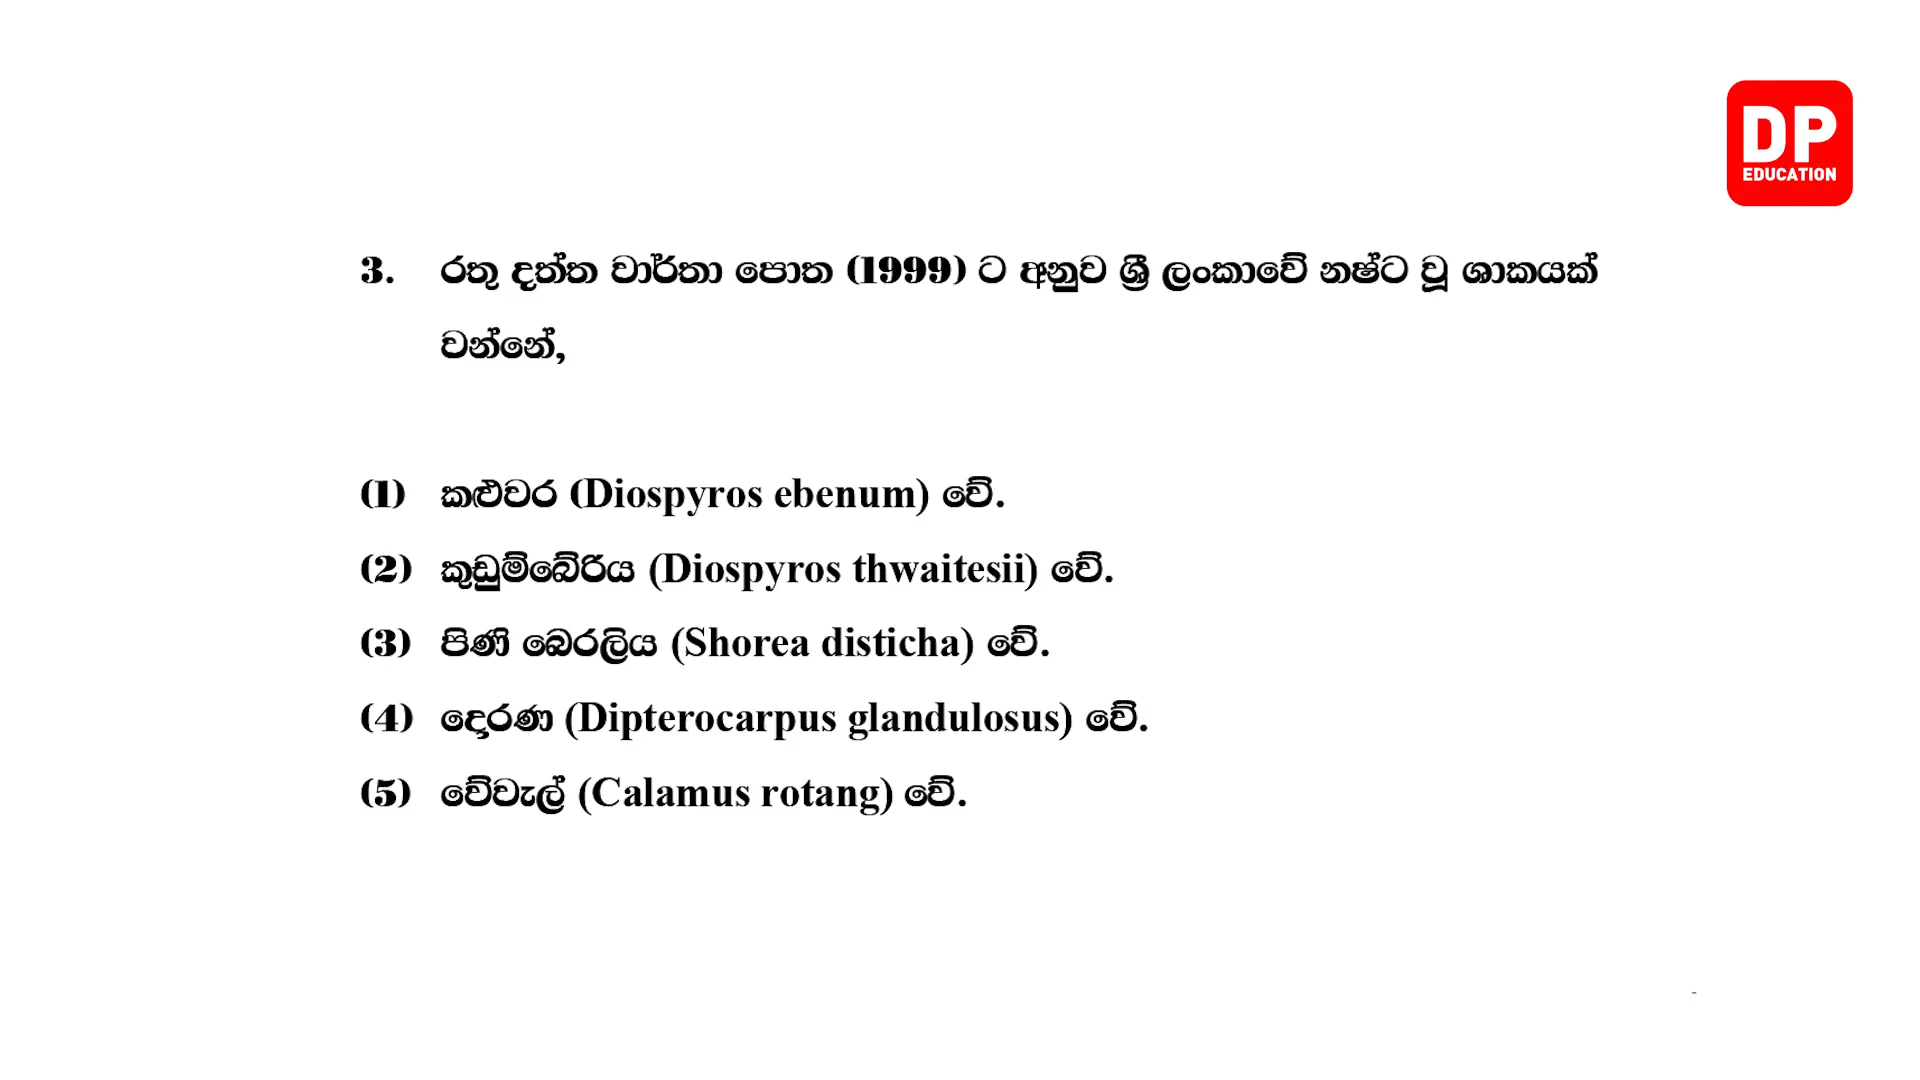 DP
EDUCATION
3. රතු දත්ත වාර්තා පොත (1999) ට අනුව ශ්‍රී ලංකාවේ නෂ්ට වූ ශාකයක්
වන්නේ,
(1) කළුවර (Diospyros ebenum) වේ.
(2) කුඩුම්බේරිය (Diospyros thwaitesii) වේ.
(3) පිණි බෙරලිය (Shorea disticha) වේ.
(4) දොරණ (Dipterocarpus glandulosus) වේ.
(5) වේවැල් (Calamus rotang) වේ.